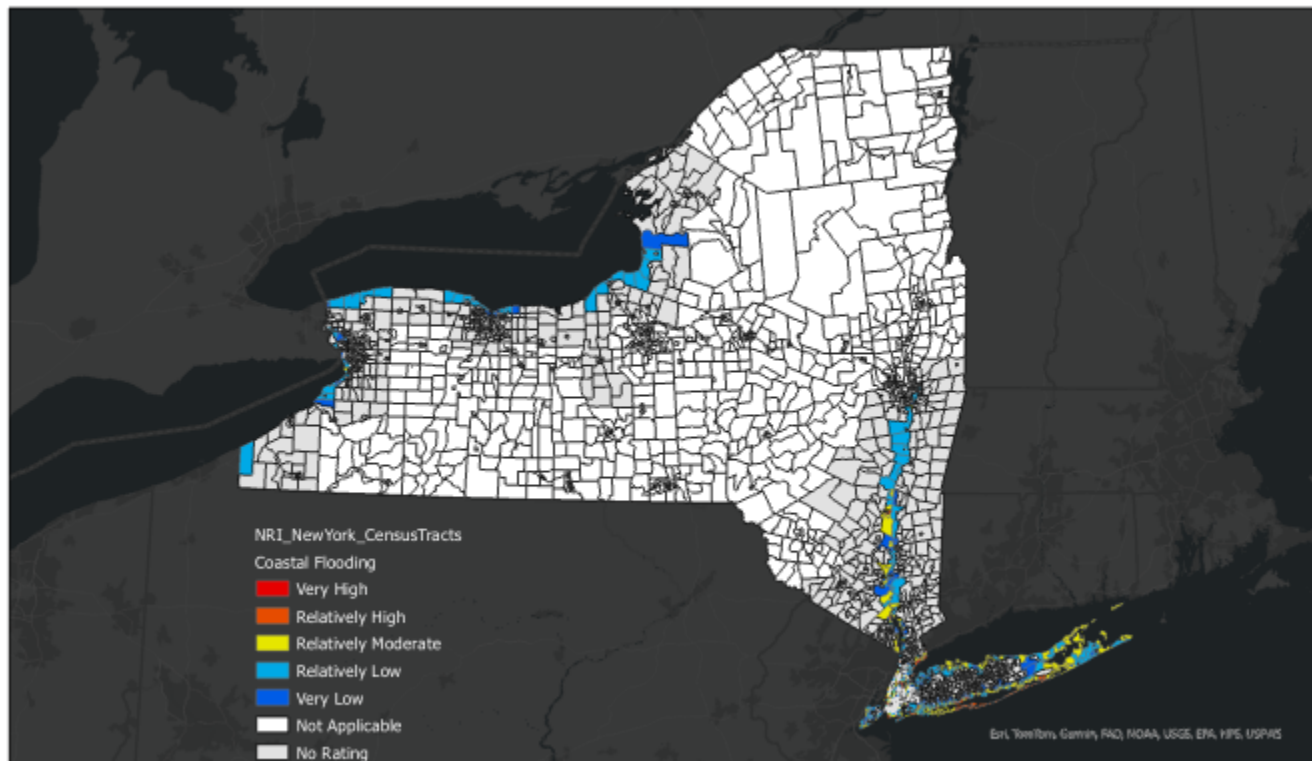 NRI_NewYork_CensusTracts
Coastal Flooding
Very High
Relatively High
Relatively Moderate
Relatively Low
Very Low
Not Applicable
No Rating
Esri, TomTom, Garmin, FAO, NOAA, USGS, EPA, NPS, USFWS